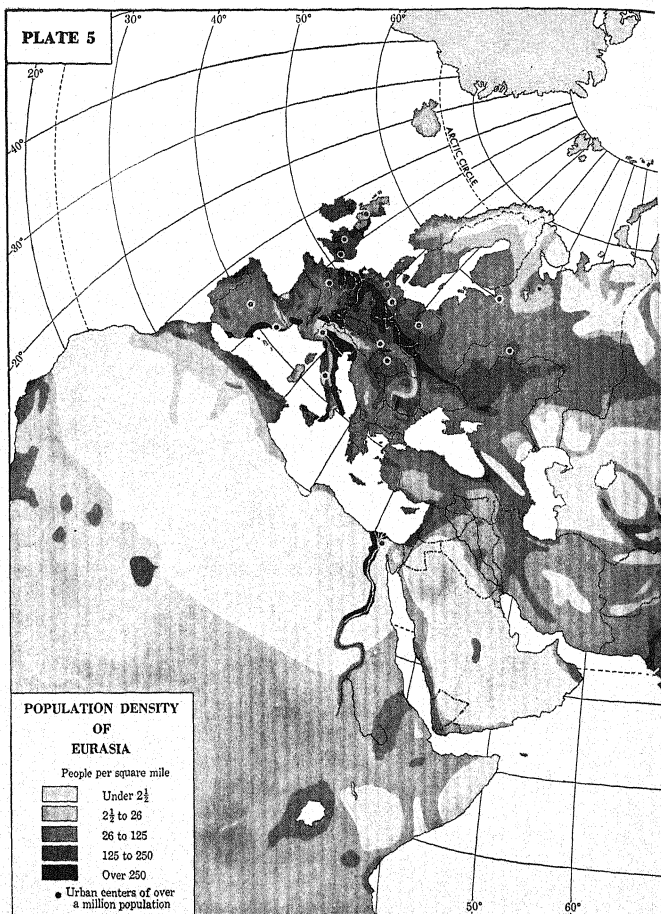 PLATE 5
30°
40°
50°
60°
20°
40°
30°
20°
ARCTIC CIRCLE
POPULATION DENSITY
OF
EURASIA
People per square mile
Under 2½
2½ to 26
26 to 125
125 to 250
Over 250
● Urban centers of over
a million population
50°
60°